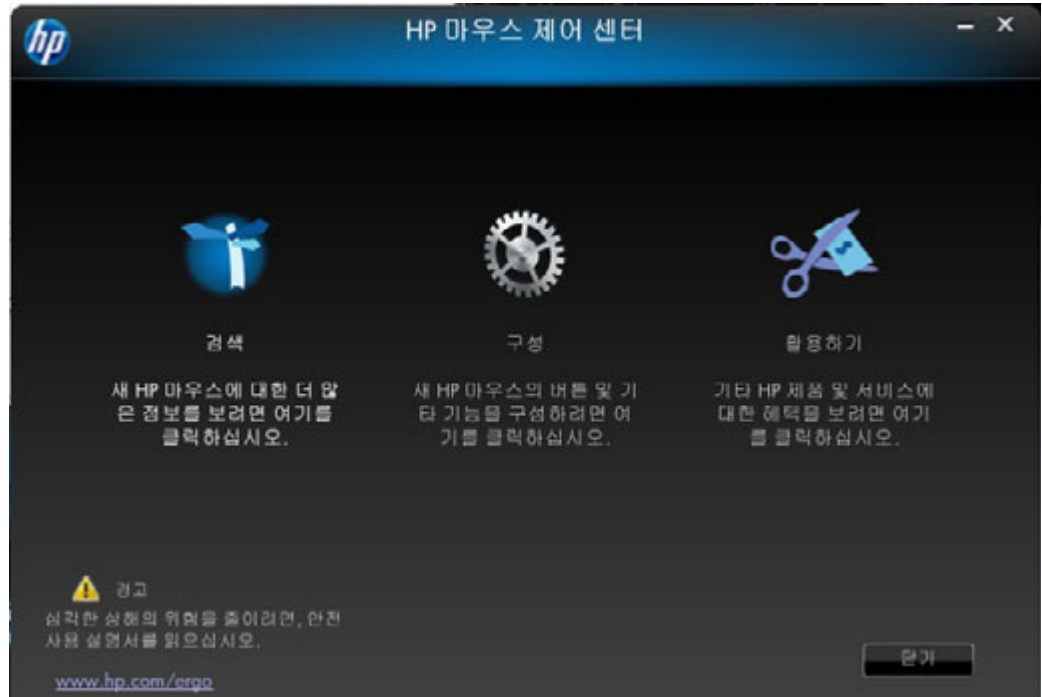 hp
HP 마우스 제어 센터
검색
새 HP 마우스에 대한 더 많
은 정보를 보려면 여기를
클릭하십시오.
구성
새 HP 마우스의 버튼 및 기
타 기능을 구성하려면 여
기를 클릭하십시오.
활용하기
기타 HP 제품 및 서비스에
대한 혜택을 보려면 여기
를 클릭하십시오.
경고
심각한 상해의 위험을 줄이려면, 안전
사용 설명서를 읽으십시오.
www.hp.com/ergo
닫기